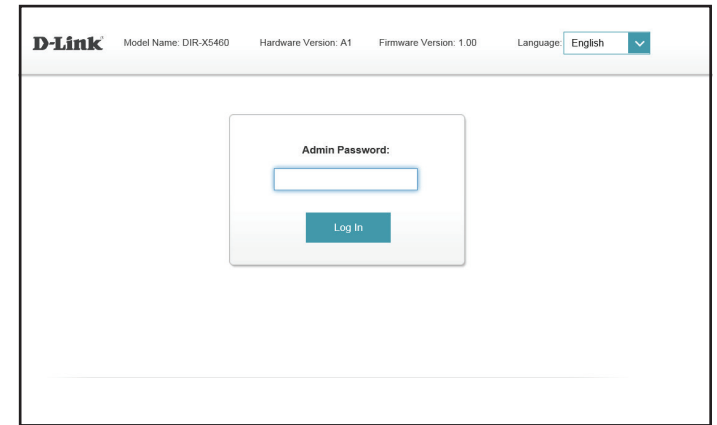 D-Link Model Name: DIR-X5460 Hardware Version: A1 Firmware Version: 1.00 Language: English
Admin Password:
Log In